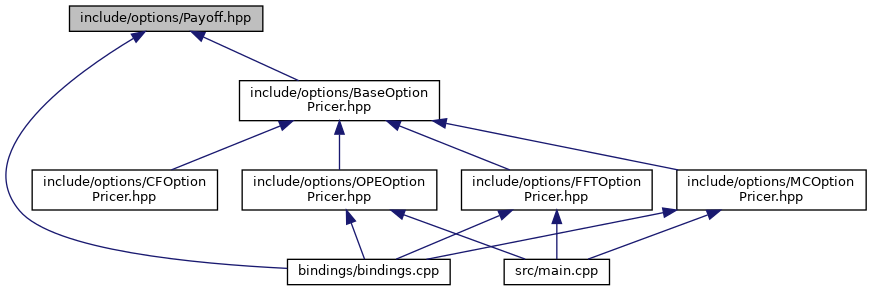 include/options/Payoff.hpp
include/options/BaseOption
Pricer.hpp
include/options/CFOption
Pricer.hpp
include/options/OPEOption
Pricer.hpp
include/options/FFTOption
Pricer.hpp
include/options/MCOption
Pricer.hpp
bindings/bindings.cpp
src/main.cpp